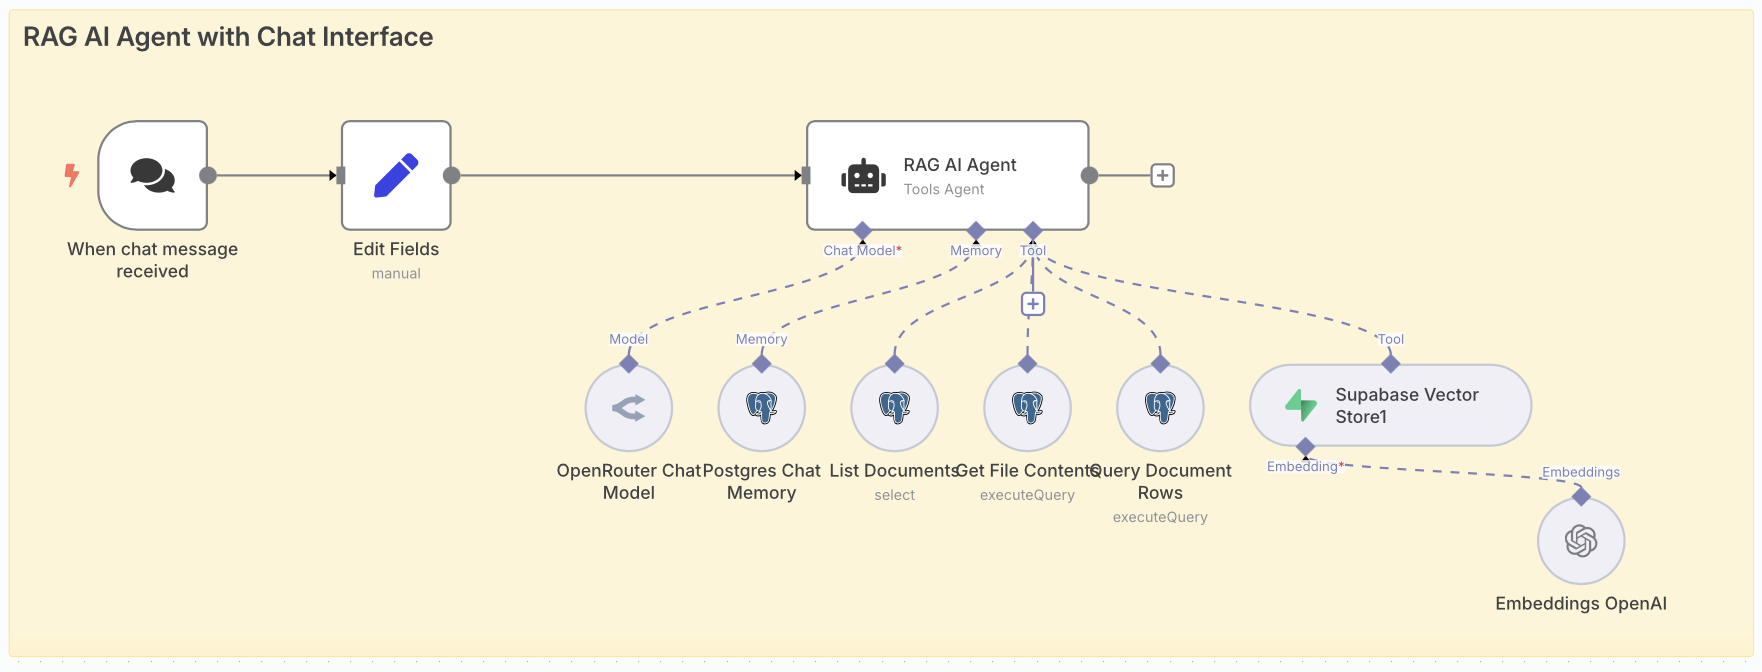 RAG AI Agent with Chat Interface
When chat message
received
Edit Fields
manual
RAG AI Agent
Tools Agent
Chat Model*
Memory
Tool
Model
Memory
Tool
OpenRouter Chat
Model
Postgres Chat
Memory
List Documents
select
Get File Contents
executeQuery
Query Document
Rows
executeQuery
Supabase Vector
Store1
Embedding*
Embeddings
Embeddings OpenAI